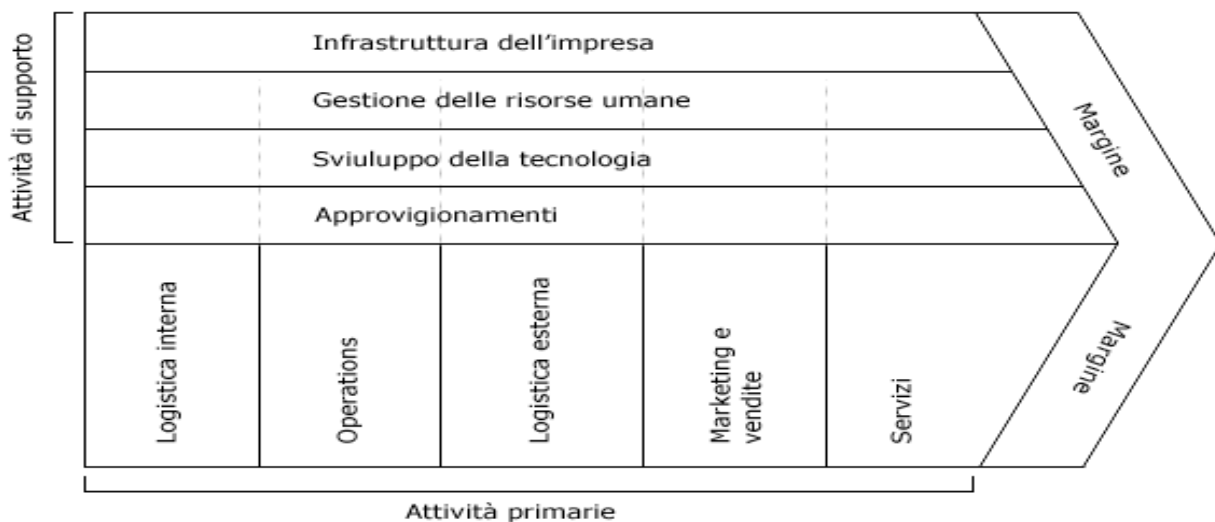 Attività di supporto
Infrastruttura dell'impresa
Gestione delle risorse umane
Sviuluppo della tecnologia
Approvigionamenti
Margine
Logistica interna
Operations
Logistica esterna
Marketing e
vendite
Servizi
Margine
Attività primarie